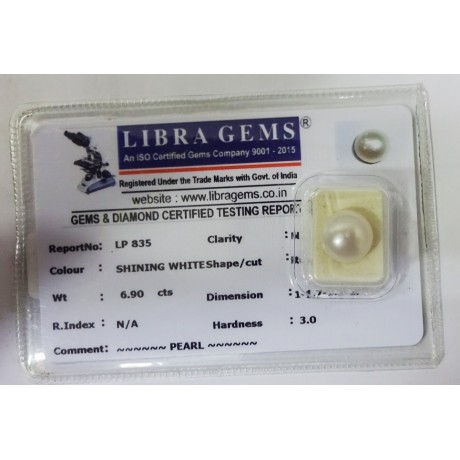 LIBRA GEMS ®
An ISO Certified Gems Company 9001 - 2015
Registered Under the Trade Marks with Govt. of India
website : www.libragems.co.in
GEMS & DIAMOND CERTIFIED TESTING REPORT
ReportNo: LP 835 Clarity :
Colour : SHINING WHITE Shape/cut :
Wt : 6.90 cts Dimension :
R.Index : N/A Hardness : 3.0
Comment: ~~~~~~ PEARL ~~~~~~